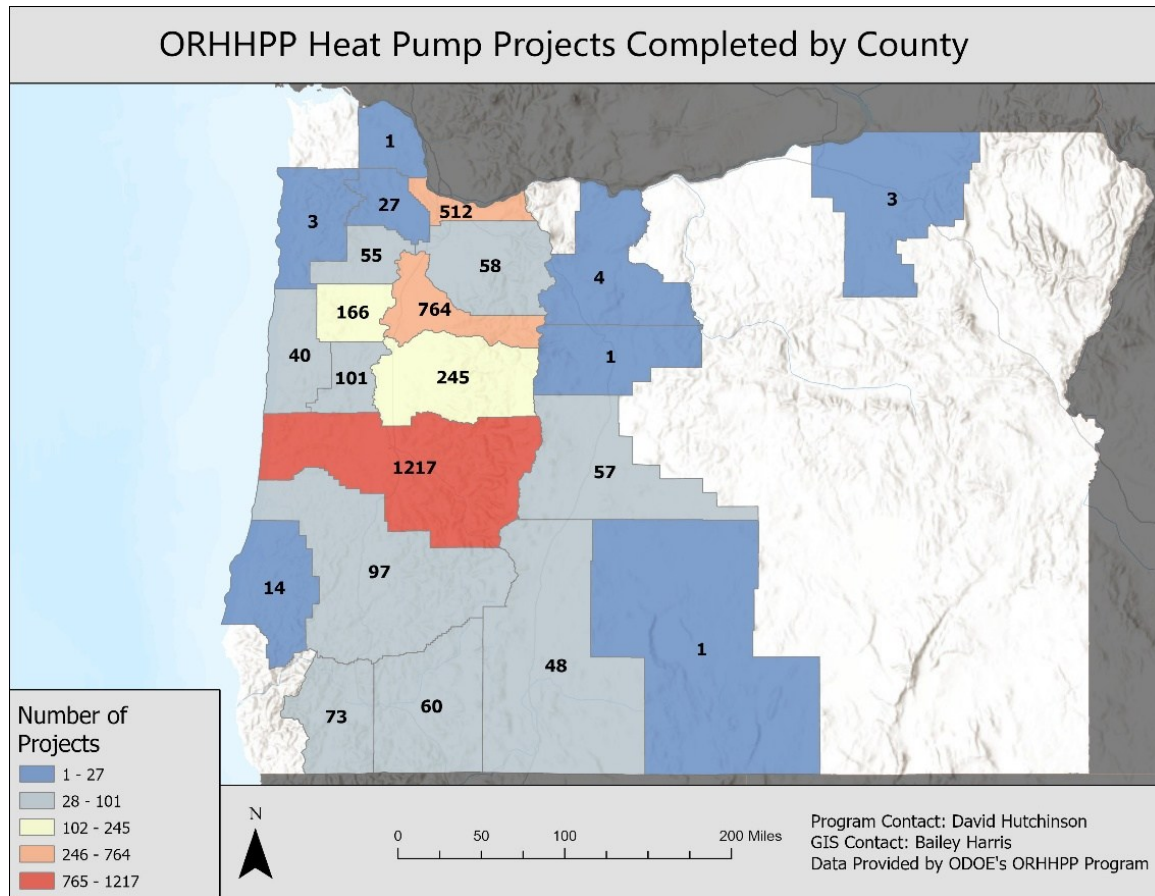 ORHHPP Heat Pump Projects Completed by County
1
27
512
3
3
55
58
4
166
764
40
1
101
245
1217
57
14
97
1
48
60
73
Number of
Projects
1 - 27
28 - 101
102 - 245
246 - 764
765 - 1217
N
0 50 100 200 Miles
Program Contact: David Hutchinson
GIS Contact: Bailey Harris
Data Provided by ODOE's ORHHPP Program